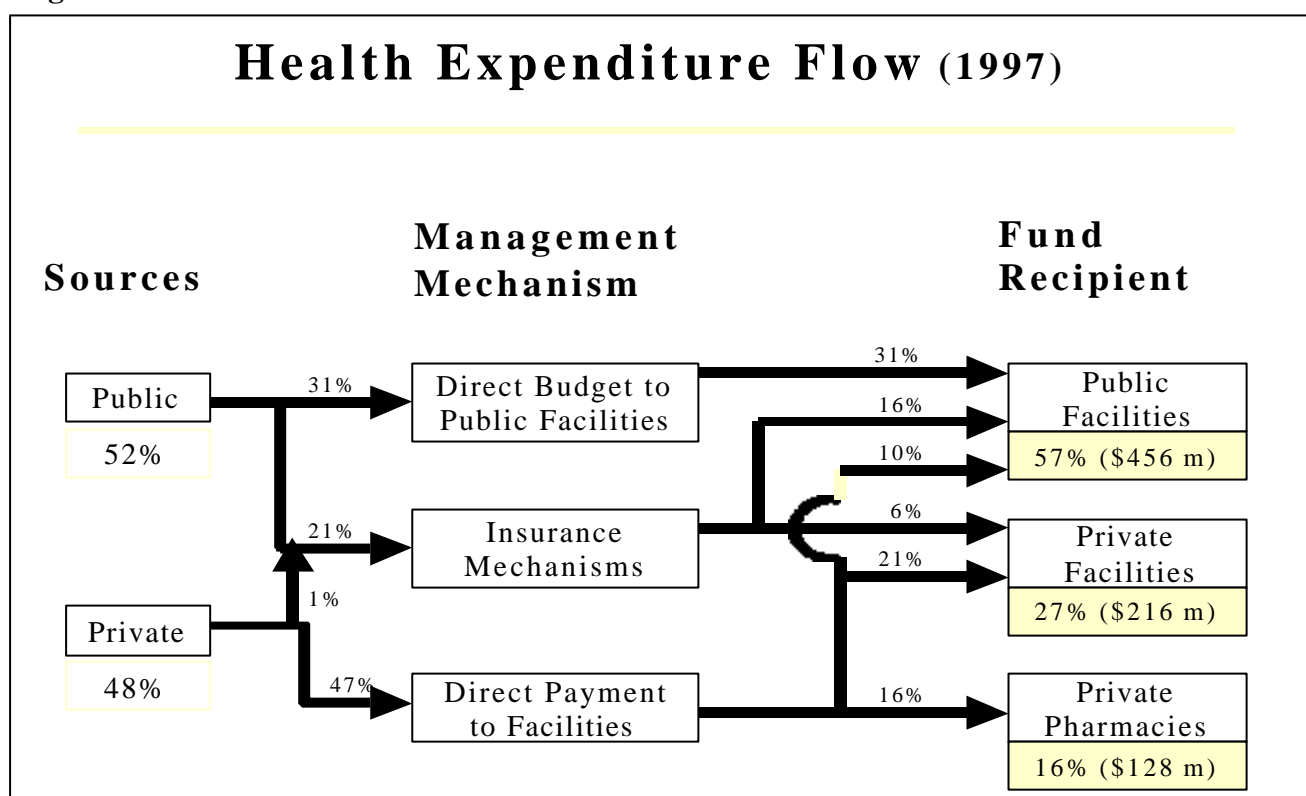 Health Expenditure Flow (1997)
Sources
Management
Mechanism
Fund
Recipient
Public
52%
Private
48%
31%
21%
1%
47%
Direct Budget to
Public Facilities
Insurance
Mechanisms
Direct Payment
to Facilities
31%
16%
10%
6%
21%
16%
Public
Facilities
57% ($456 m)
Private
Facilities
27% ($216 m)
Private
Pharmacies
16% ($128 m)